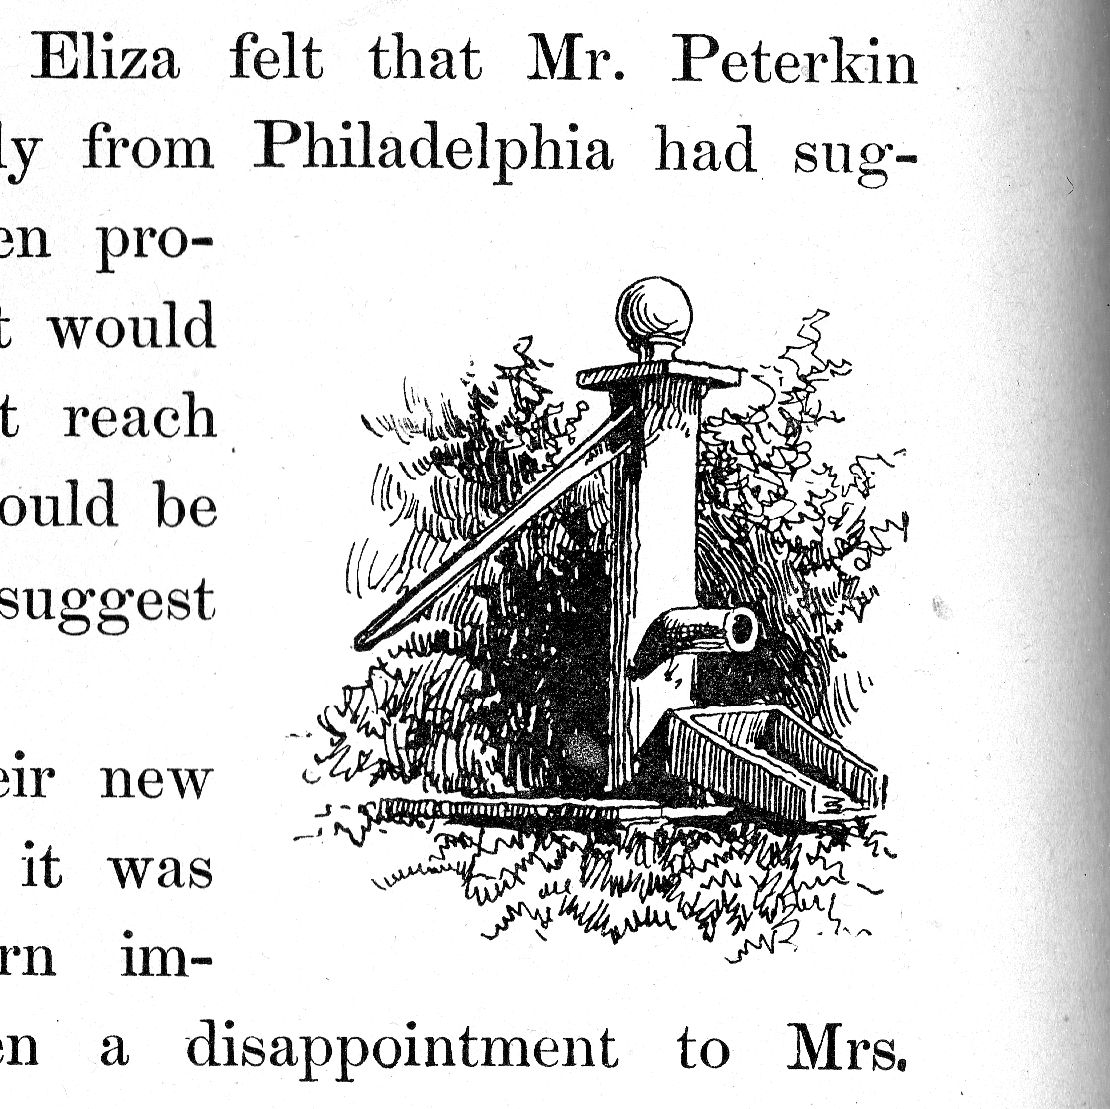 Eliza felt that Mr. Peterkin
ly from Philadelphia had sug-
en pro-
t would
t reach
ould be
suggest
eir new
it was
rn im-
en a disappointment to Mrs.